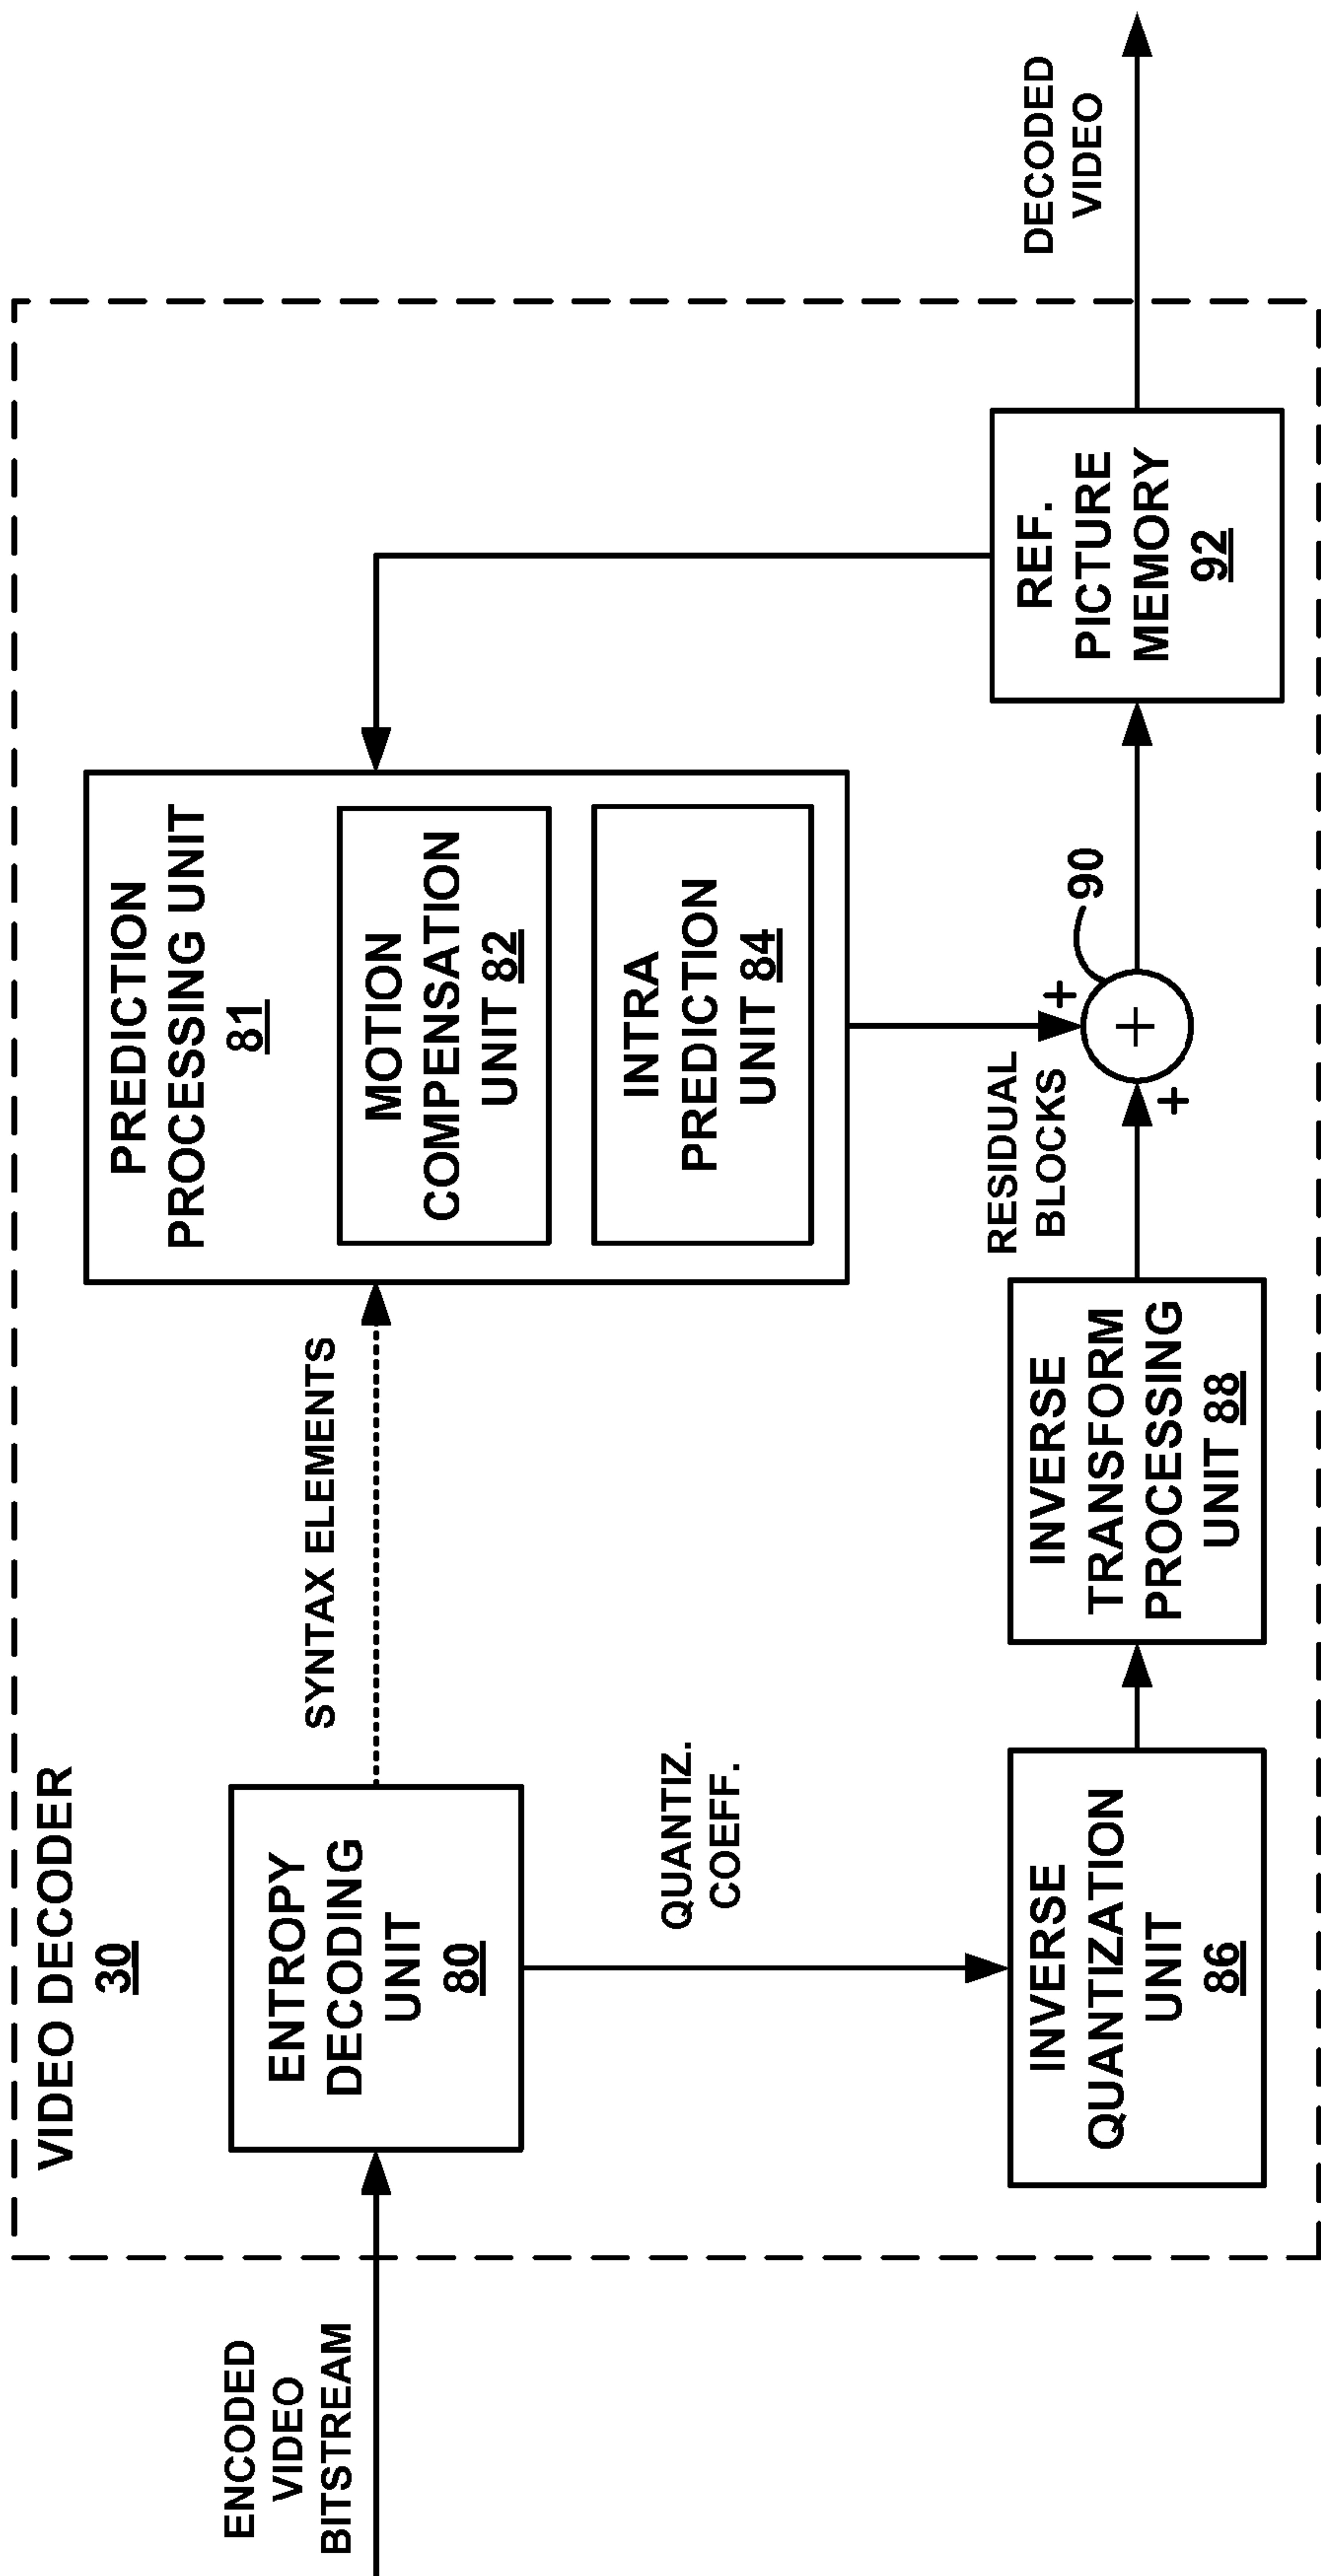 VIDEO DECODER
30
ENCODED
VIDEO
BITSTREAM
ENTROPY
DECODING
UNIT
80
SYNTAX ELEMENTS
PREDICTION
PROCESSING UNIT
81
MOTION
COMPENSATION
UNIT 82
INTRA
PREDICTION
UNIT 84
QUANTIZ.
COEFF.
INVERSE
QUANTIZATION
UNIT
86
INVERSE
TRANSFORM
PROCESSING
UNIT 88
RESIDUAL
BLOCKS
+
+
+
90
REF.
PICTURE
MEMORY
92
DECODED
VIDEO